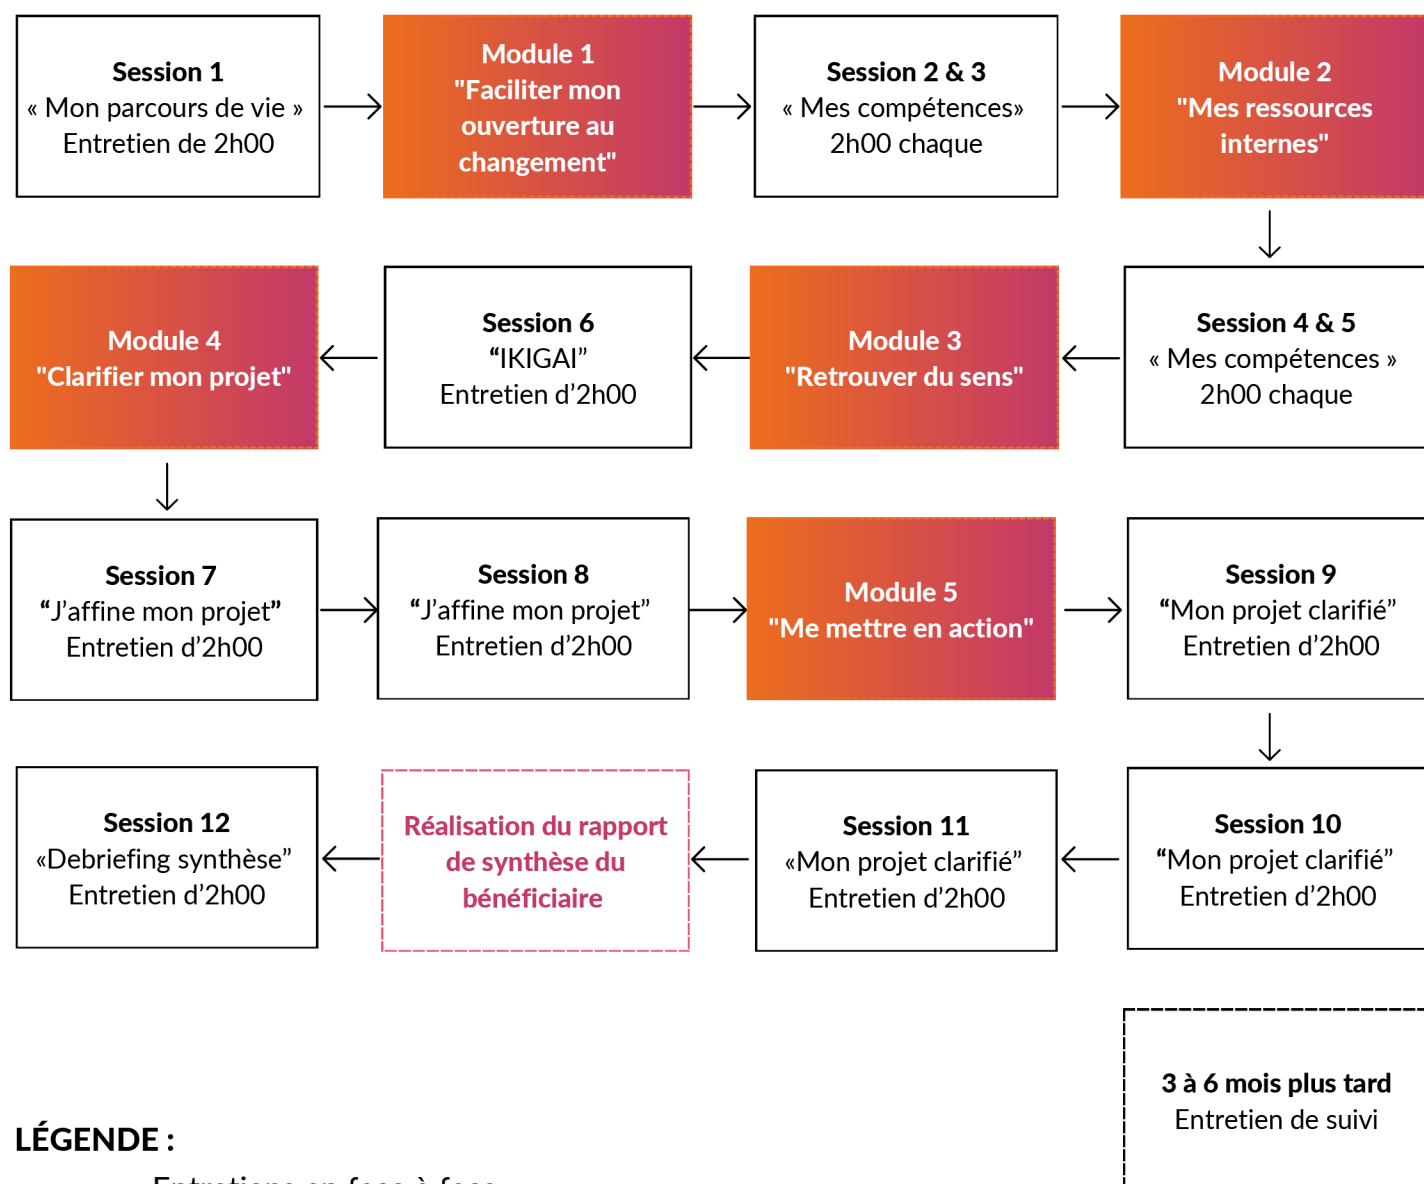 Session 1
« Mon parcours de vie »
Entretien de 2h00
Module 1
"Faciliter mon
ouverture au
changement"
Session 2 & 3
« Mes compétences»
2h00 chaque
Module 2
"Mes ressources
internes"
Module 4
"Clarifier mon projet"
Session 6
“IKIGAI”
Entretien d’2h00
Module 3
"Retrouver du sens"
Session 4 & 5
« Mes compétences »
2h00 chaque
Session 7
“J’affine mon projet”
Entretien d’2h00
Session 8
“J’affine mon projet”
Entretien d’2h00
Module 5
"Me mettre en action"
Session 9
“Mon projet clarifié”
Entretien d’2h00
Session 12
«Debriefing synthèse”
Entretien d’2h00
Réalisation du rapport
de synthèse du
bénéficiaire
Session 11
«Mon projet clarifié”
Entretien d’2h00
Session 10
“Mon projet clarifié”
Entretien d’2h00
3 à 6 mois plus tard
Entretien de suivi
LÉGENDE :
Entretiens en face à face